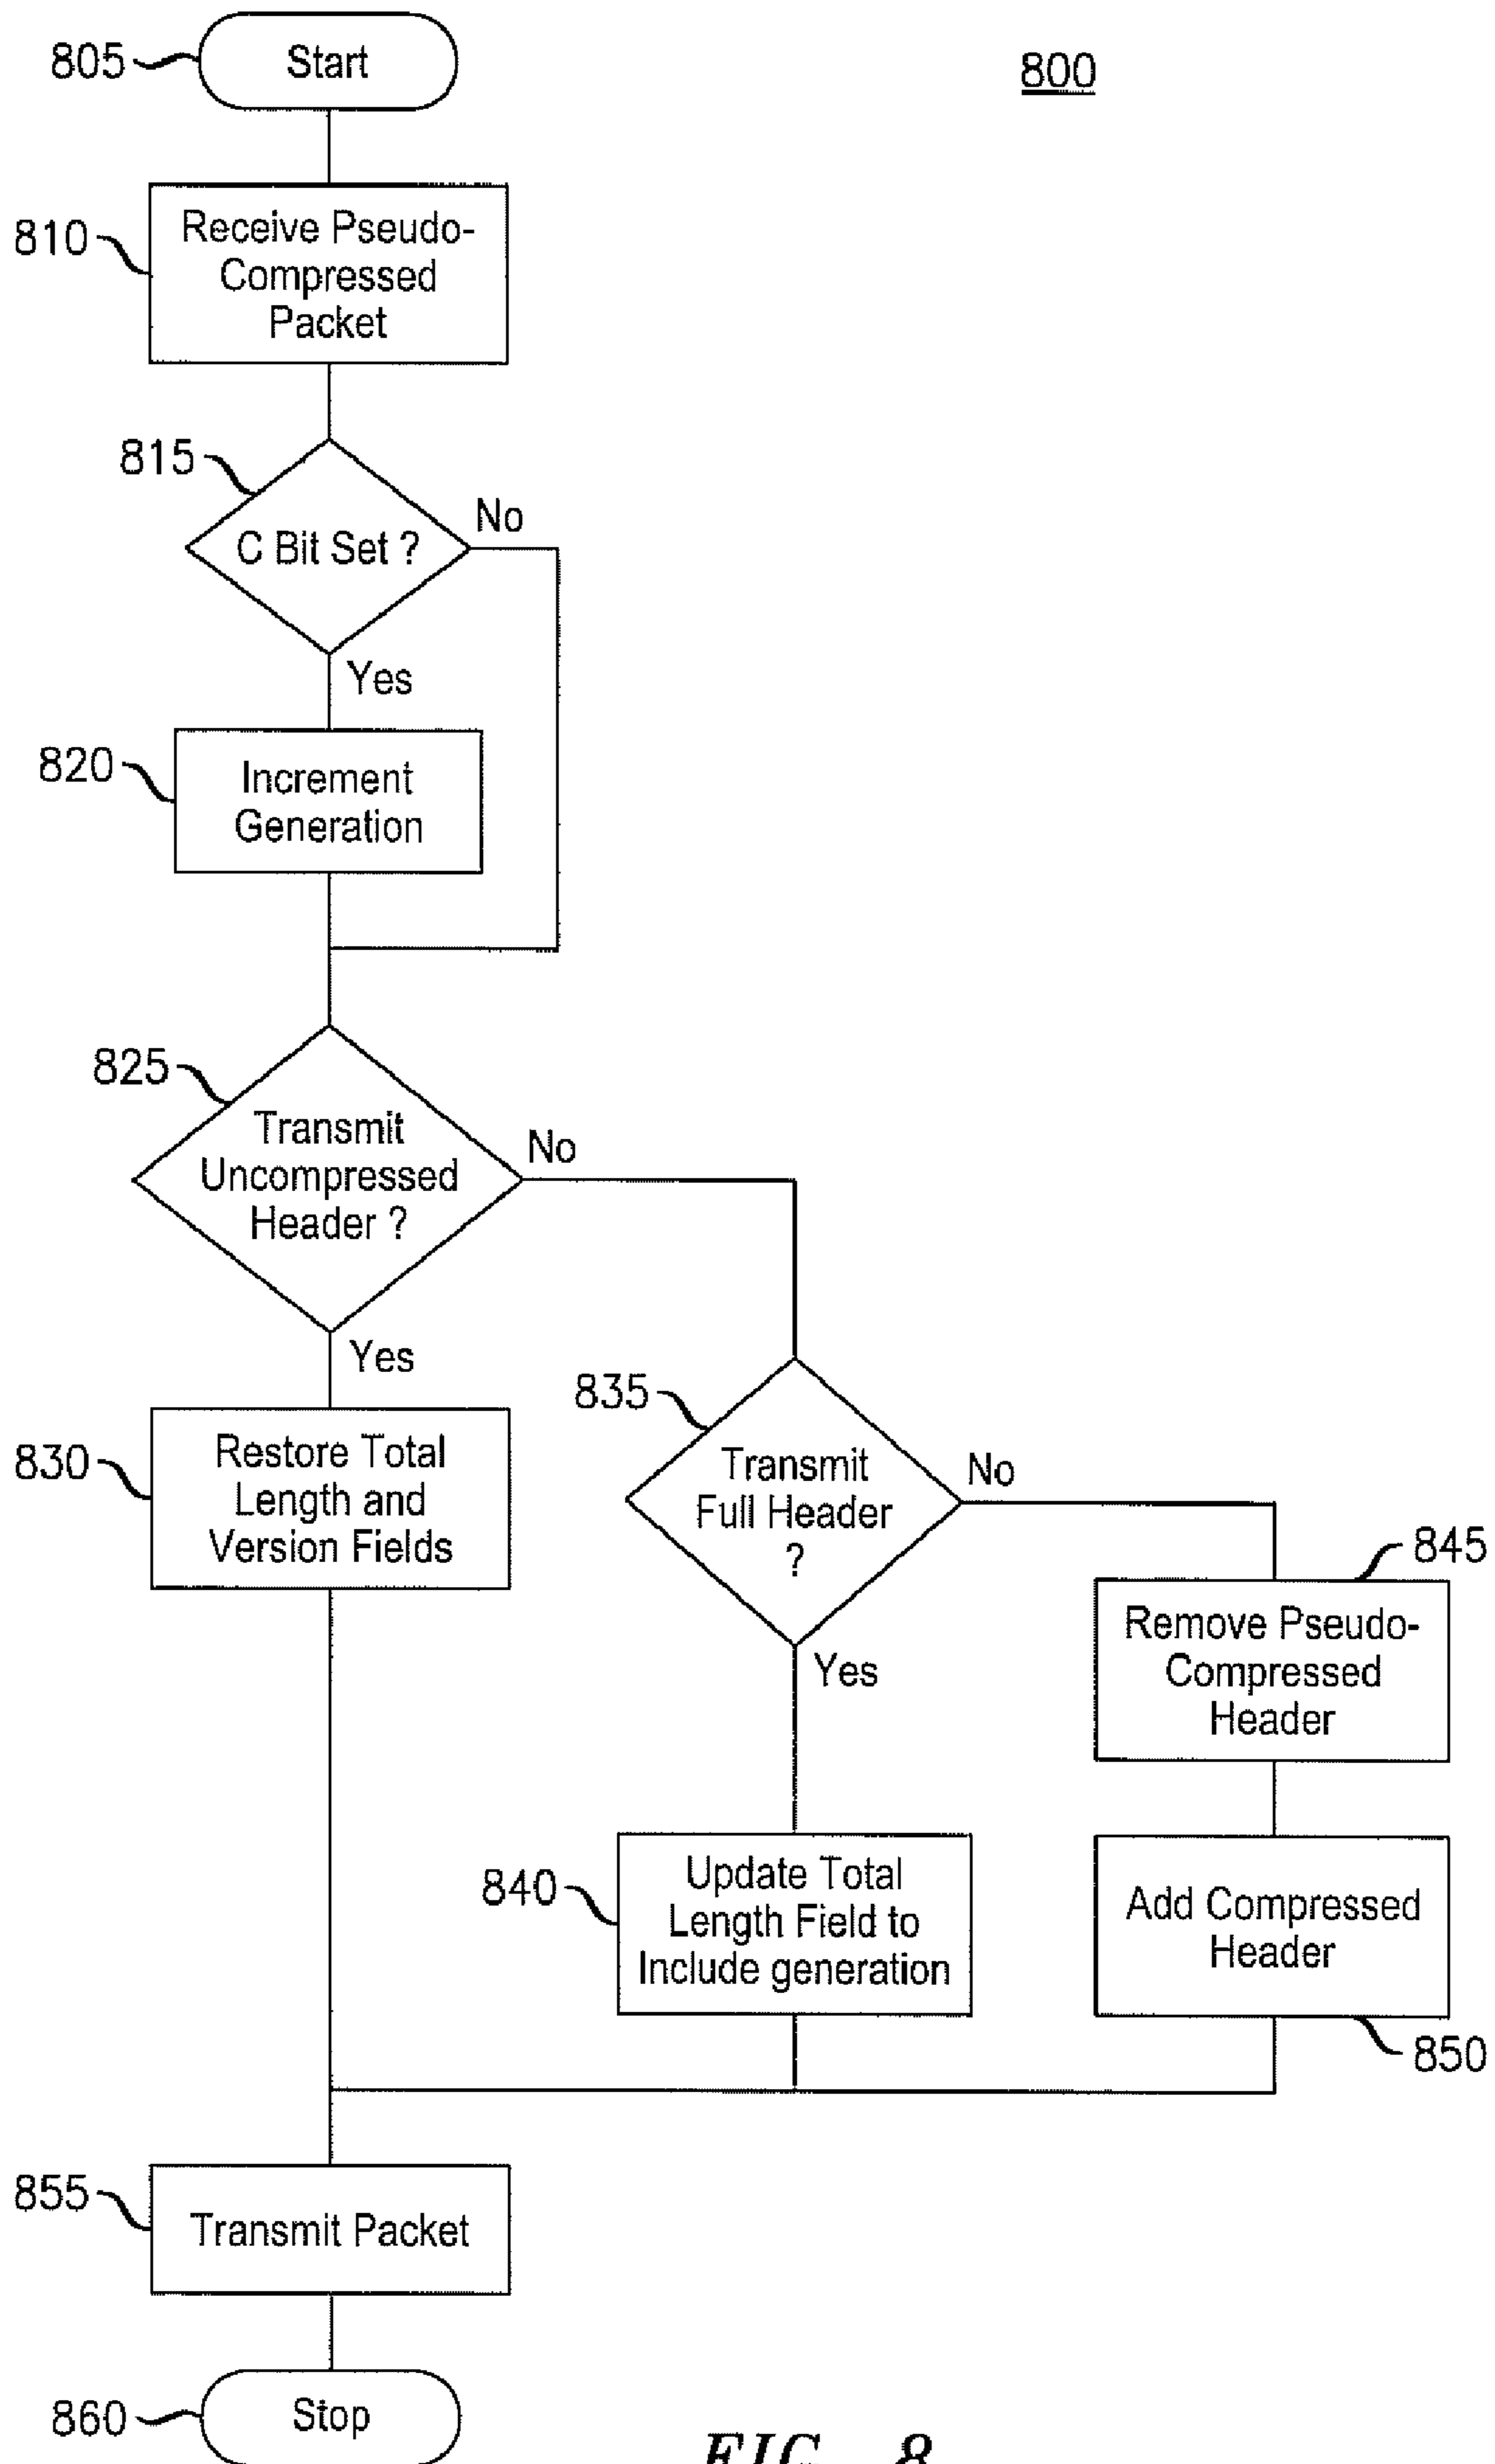 805
Start
800
810
Receive Pseudo-
Compressed
Packet
815
C Bit Set ?
No
Yes
820
Increment
Generation
825
Transmit
Uncompressed
Header ?
No
Yes
830
Restore Total
Length and
Version Fields
835
Transmit
Full Header
?
No
Yes
845
Remove Pseudo-
Compressed
Header
840
Update Total
Length Field to
Include generation
Add Compressed
Header
850
855
Transmit Packet
860
Stop
FIG. 8